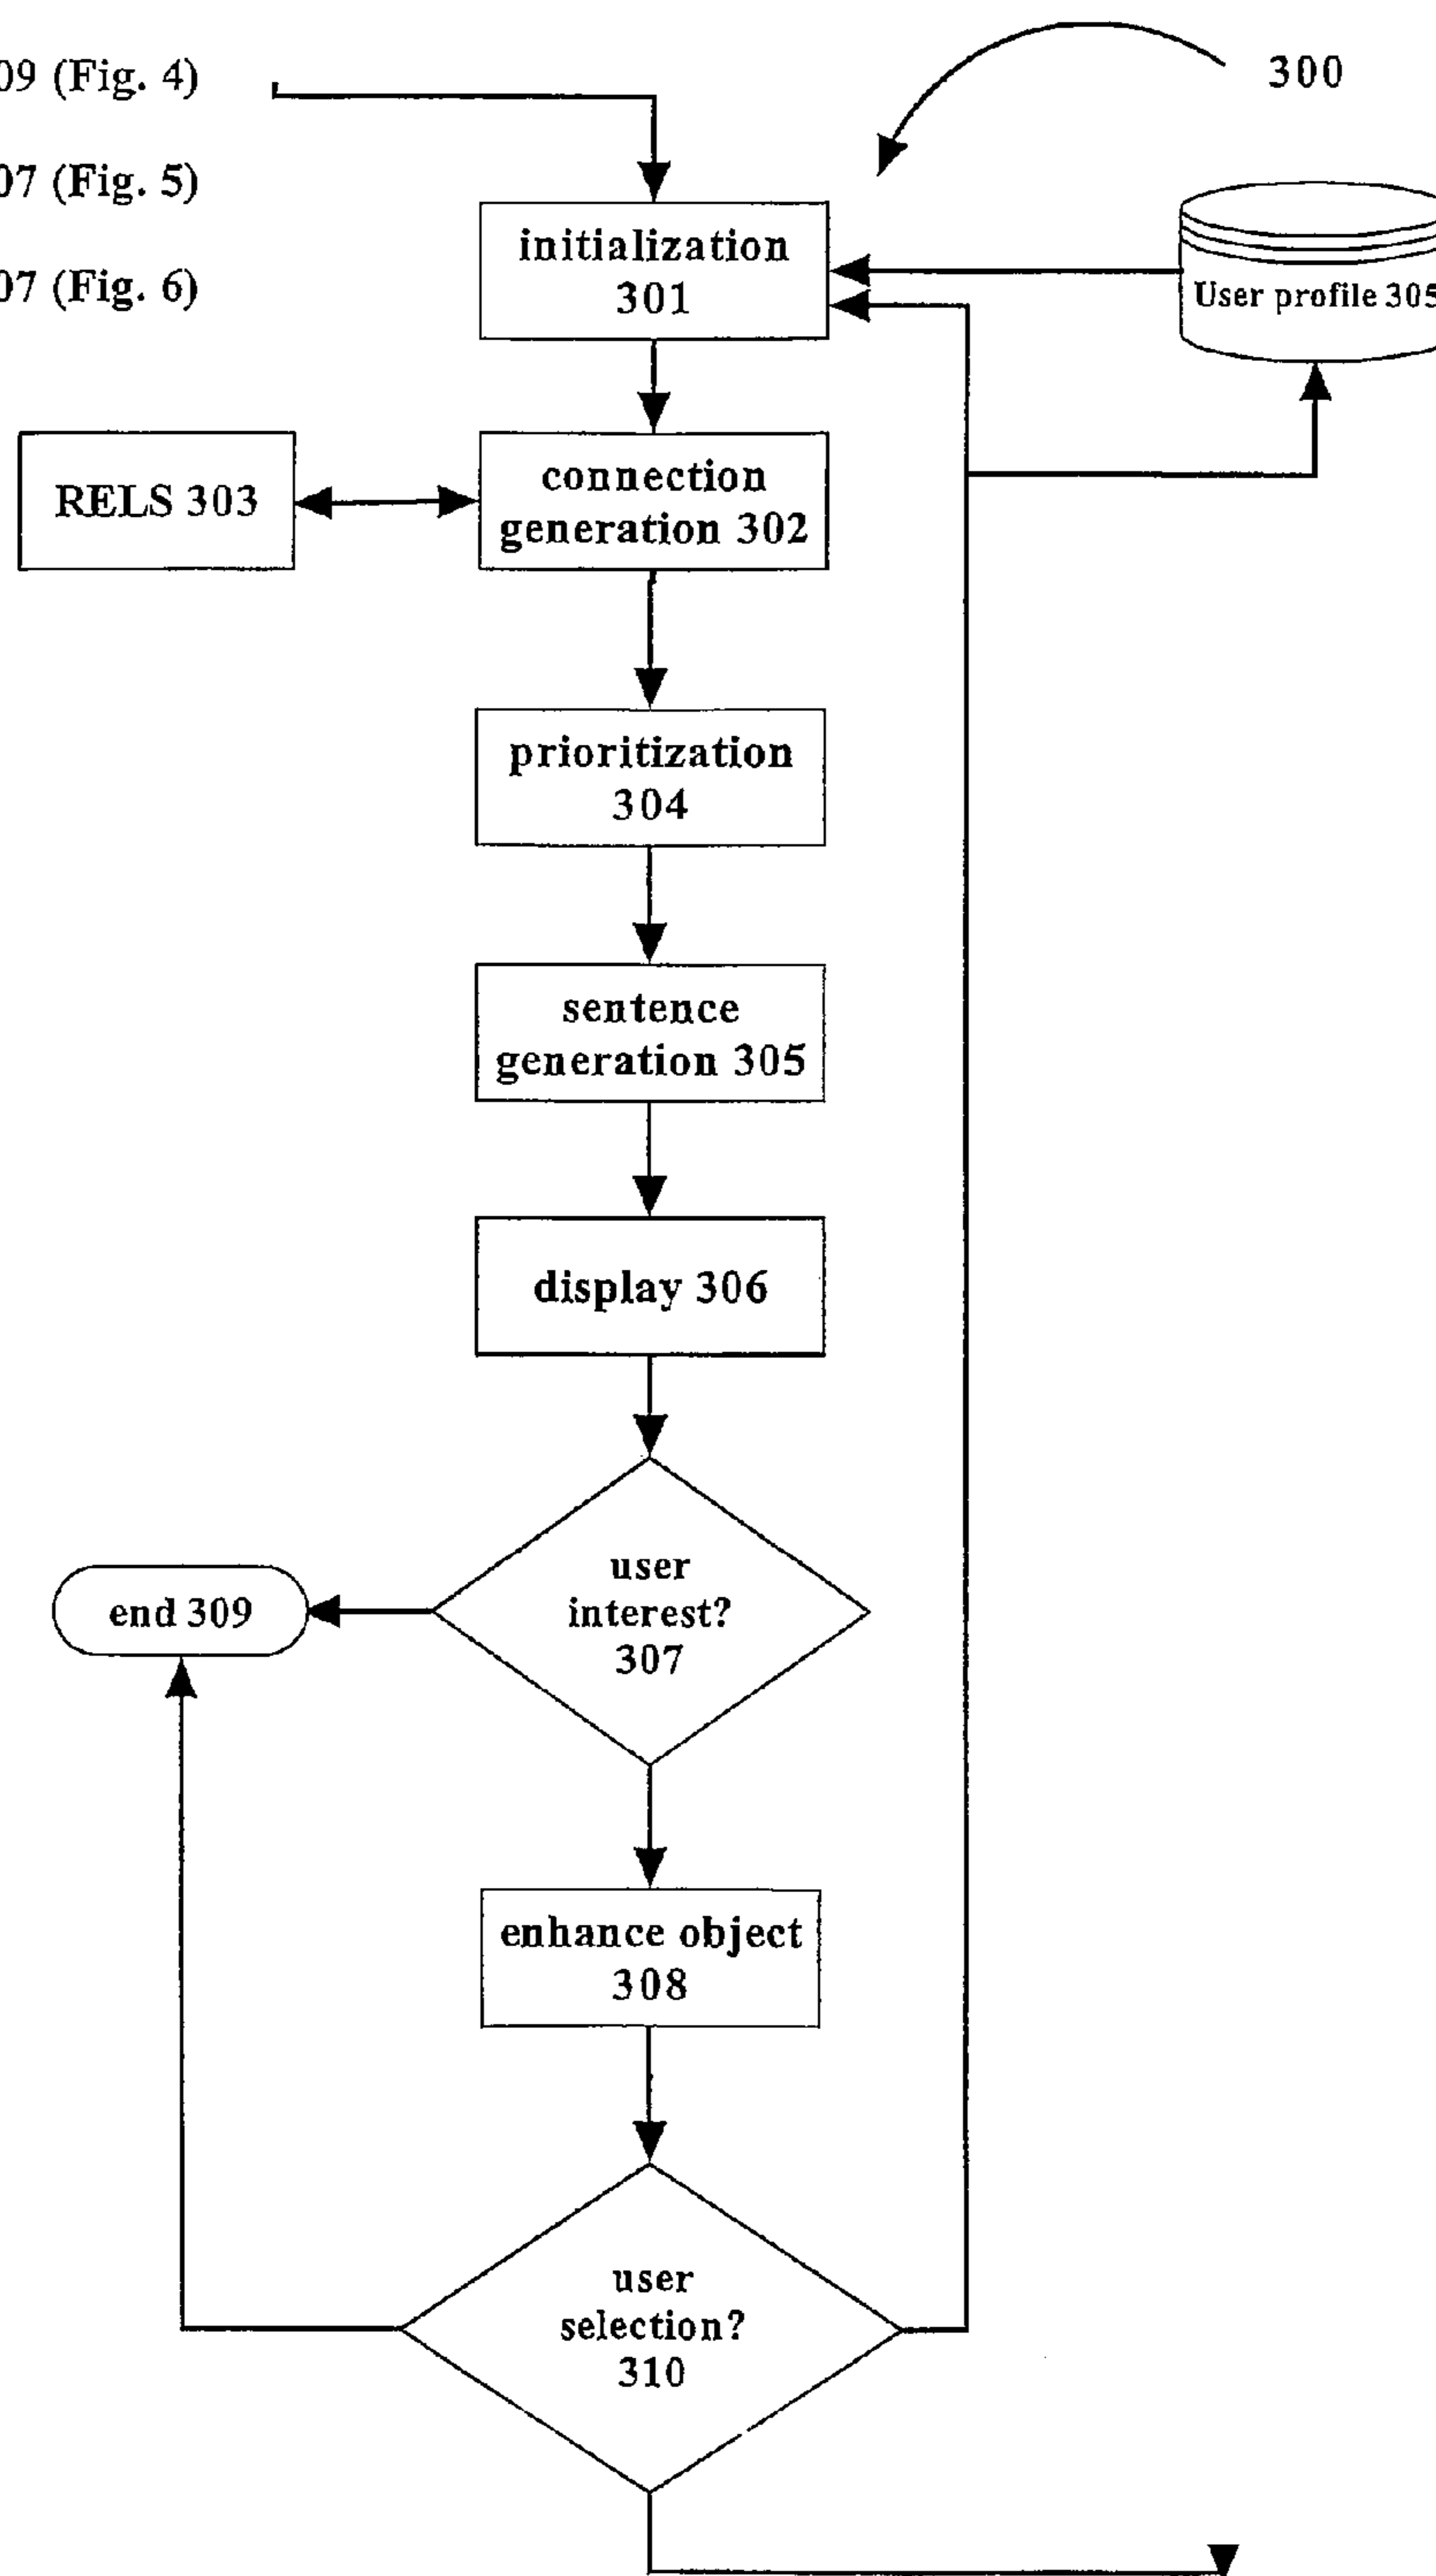 09 (Fig. 4)
300
07 (Fig. 5)
07 (Fig. 6)
initialization
301
User profile 305
RELS 303
connection
generation 302
prioritization
304
sentence
generation 305
display 306
user
interest?
307
end 309
enhance object
308
user
selection?
310